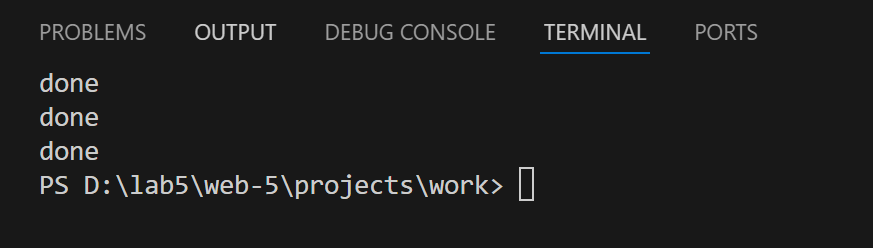 PROBLEMS OUTPUT DEBUG CONSOLE TERMINAL PORTS
done
done
done
PS D:\lab5\web-5\projects\work>